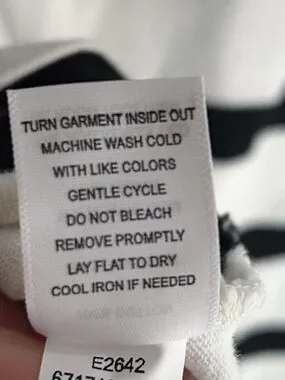 TURN GARMENT INSIDE OUT
MACHINE WASH COLD
WITH LIKE COLORS
GENTLE CYCLE
DO NOT BLEACH
REMOVE PROMPTLY
LAY FLAT TO DRY
COOL IRON IF NEEDED
E2642